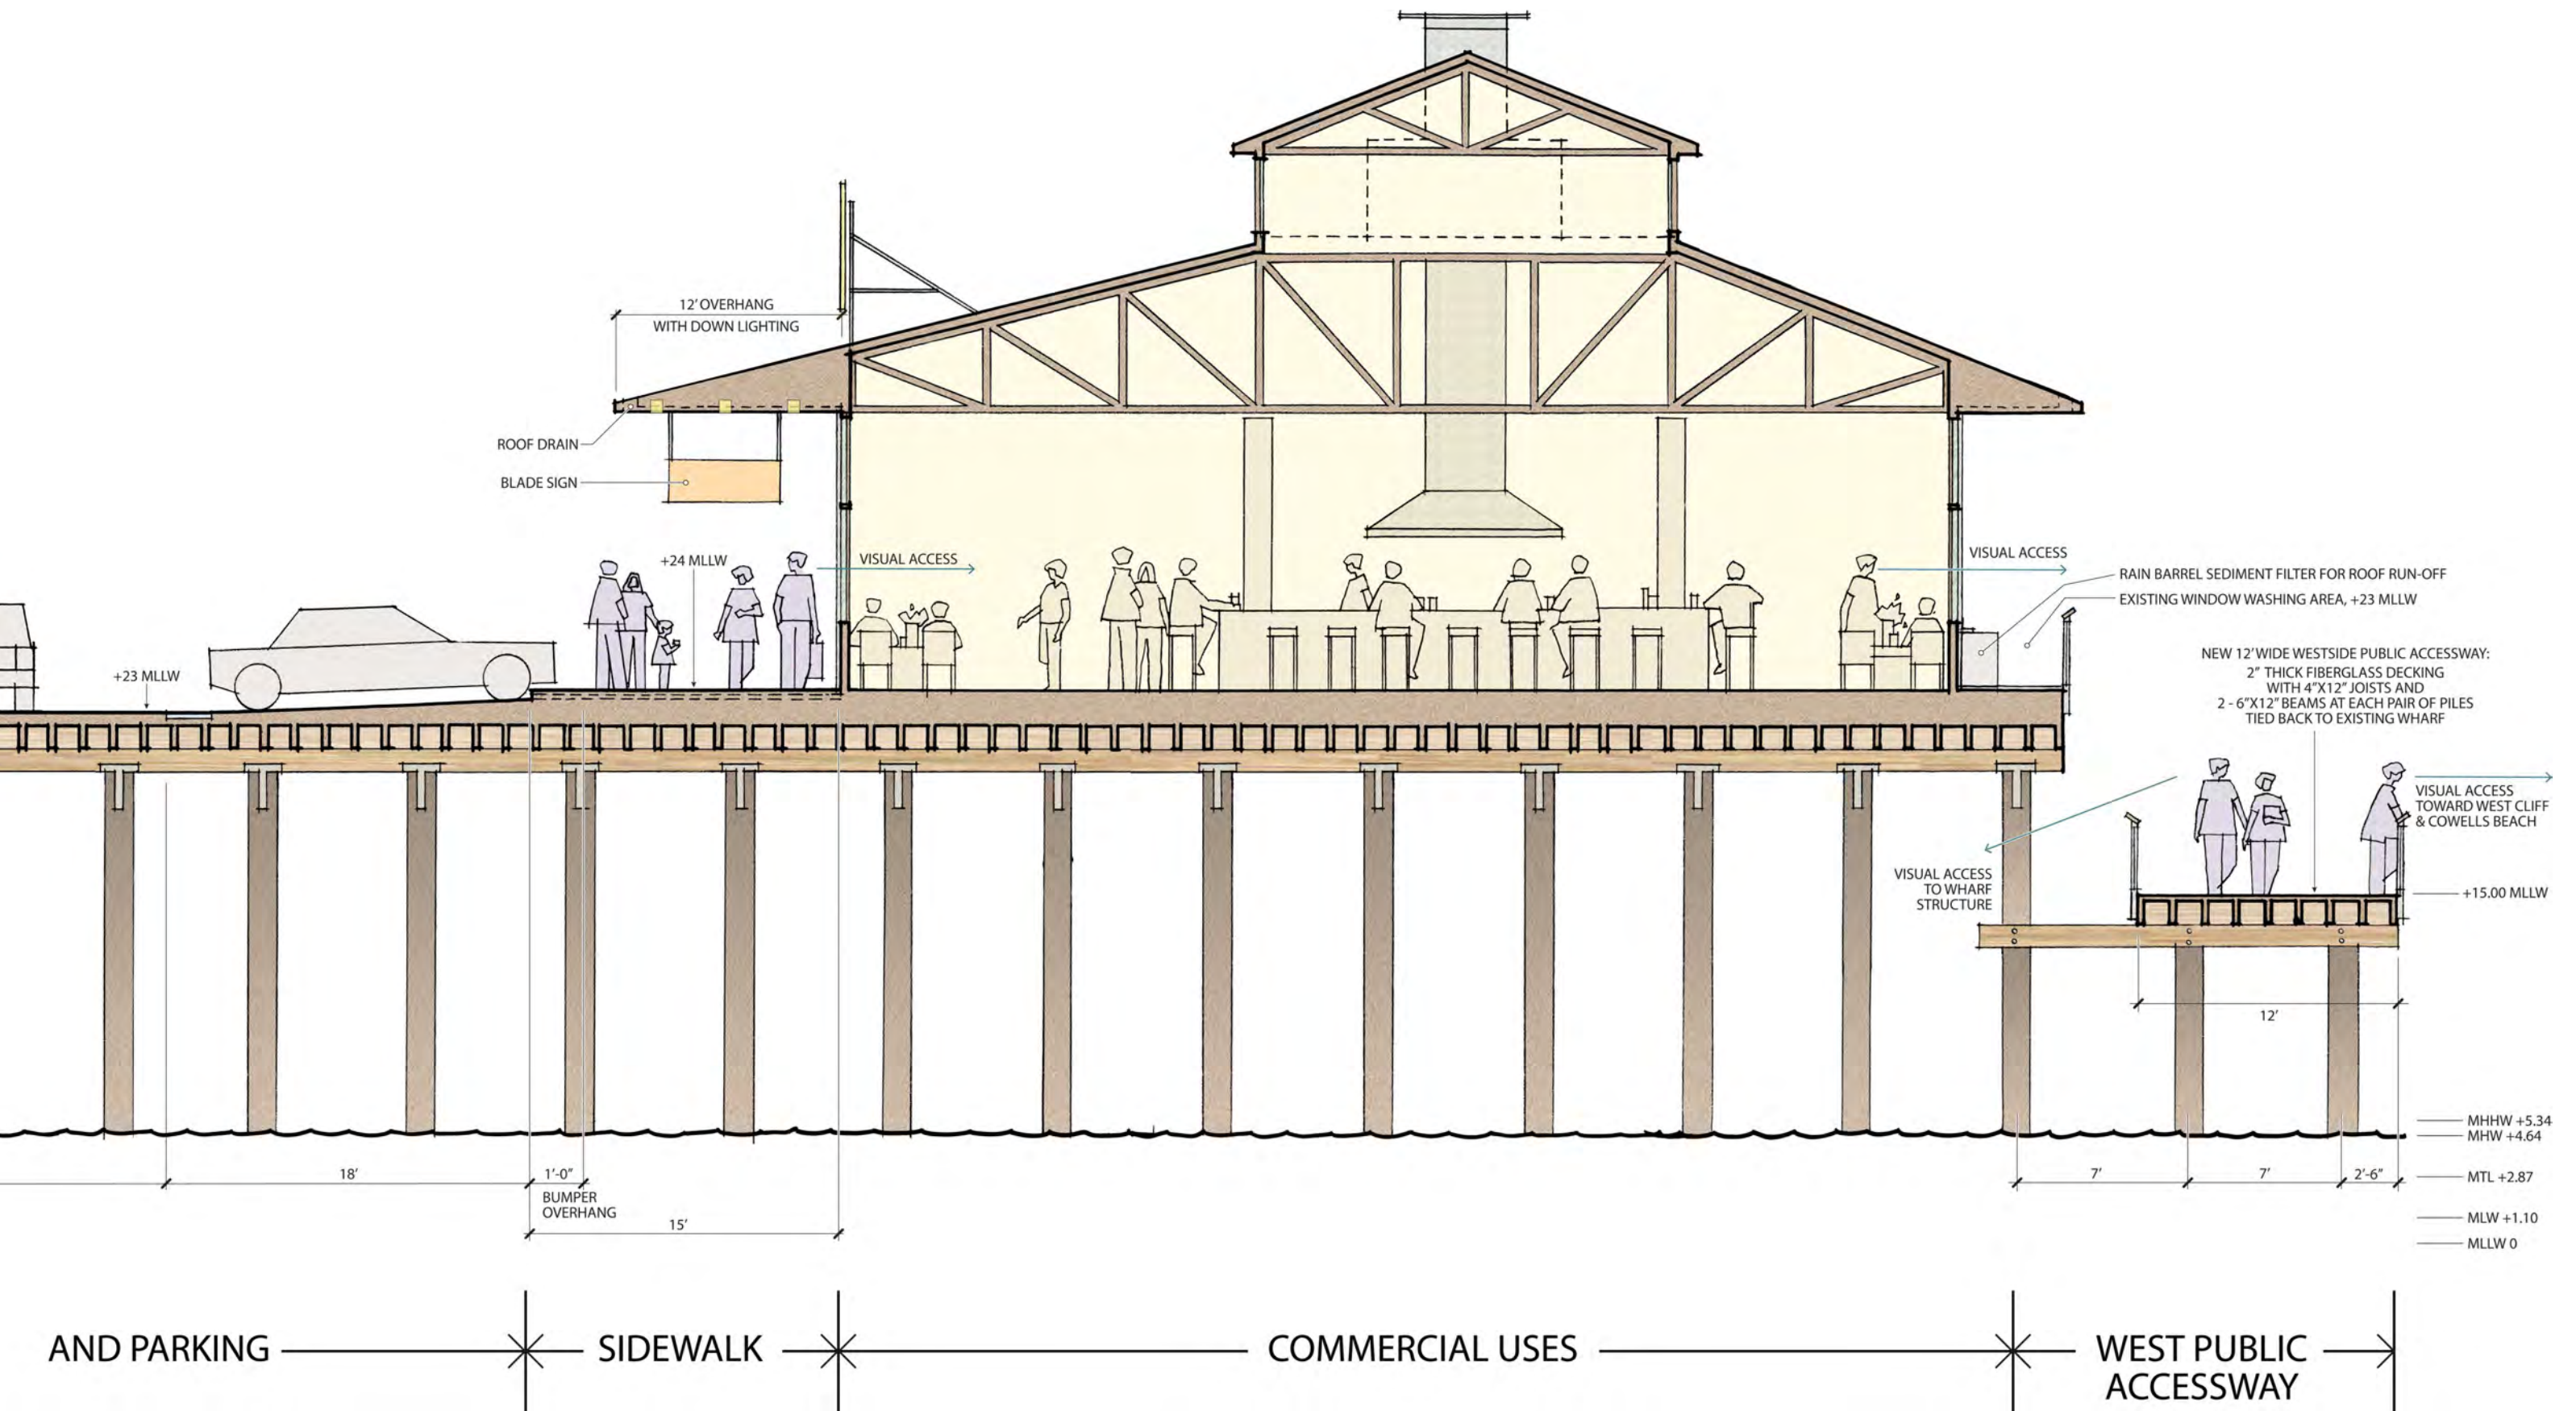 12' OVERHANG
WITH DOWN LIGHTING
ROOF DRAIN
BLADE SIGN
+24 MLLW
VISUAL ACCESS
+23 MLLW
VISUAL ACCESS
RAIN BARREL SEDIMENT FILTER FOR ROOF RUN-OFF
EXISTING WINDOW WASHING AREA, +23 MLLW
NEW 12' WIDE WESTSIDE PUBLIC ACCESSWAY:
2" THICK FIBERGLASS DECKING
WITH 4"X12" JOISTS AND
2 - 6"X12" BEAMS AT EACH PAIR OF PILES
TIED BACK TO EXISTING WHARF
VISUAL ACCESS
TOWARD WEST CLIFF
& COWELLS BEACH
VISUAL ACCESS
TO WHARF
STRUCTURE
+15.00 MLLW
12'
MHHW +5.34
MHW +4.64
MTL +2.87
MLW +1.10
MLLW 0
18'
1'-0"
BUMPER
OVERHANG
15'
7'
7'
2'-6"
AND PARKING
SIDEWALK
COMMERCIAL USES
WEST PUBLIC
ACCESSWAY